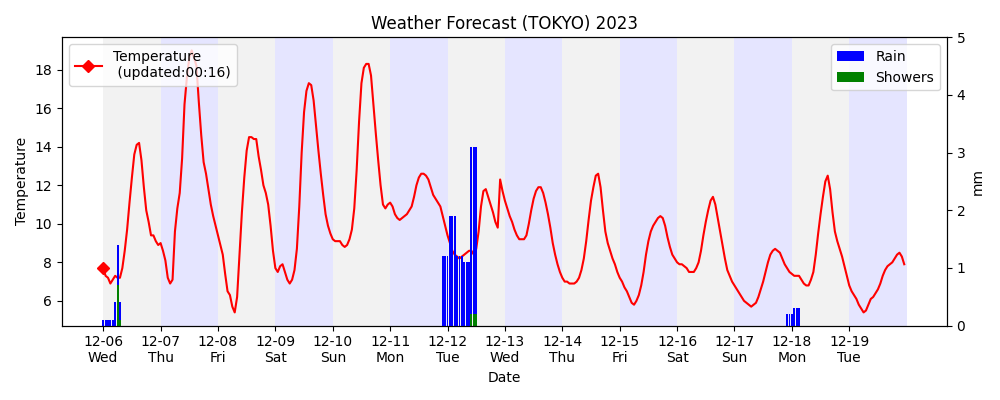 Weather Forecast (TOKYO) 2023
Temperature
(updated:00:16)
Rain
Showers
18
16
14
12
10
8
6
Temperature
5
4
3
2
1
0
mm
12-06 12-07 12-08 12-09 12-10 12-11 12-12 12-13 12-14 12-15 12-16 12-17 12-18 12-19
Wed Thu Fri Sat Sun Mon Tue Wed Thu Fri Sat Sun Mon Tue
Date